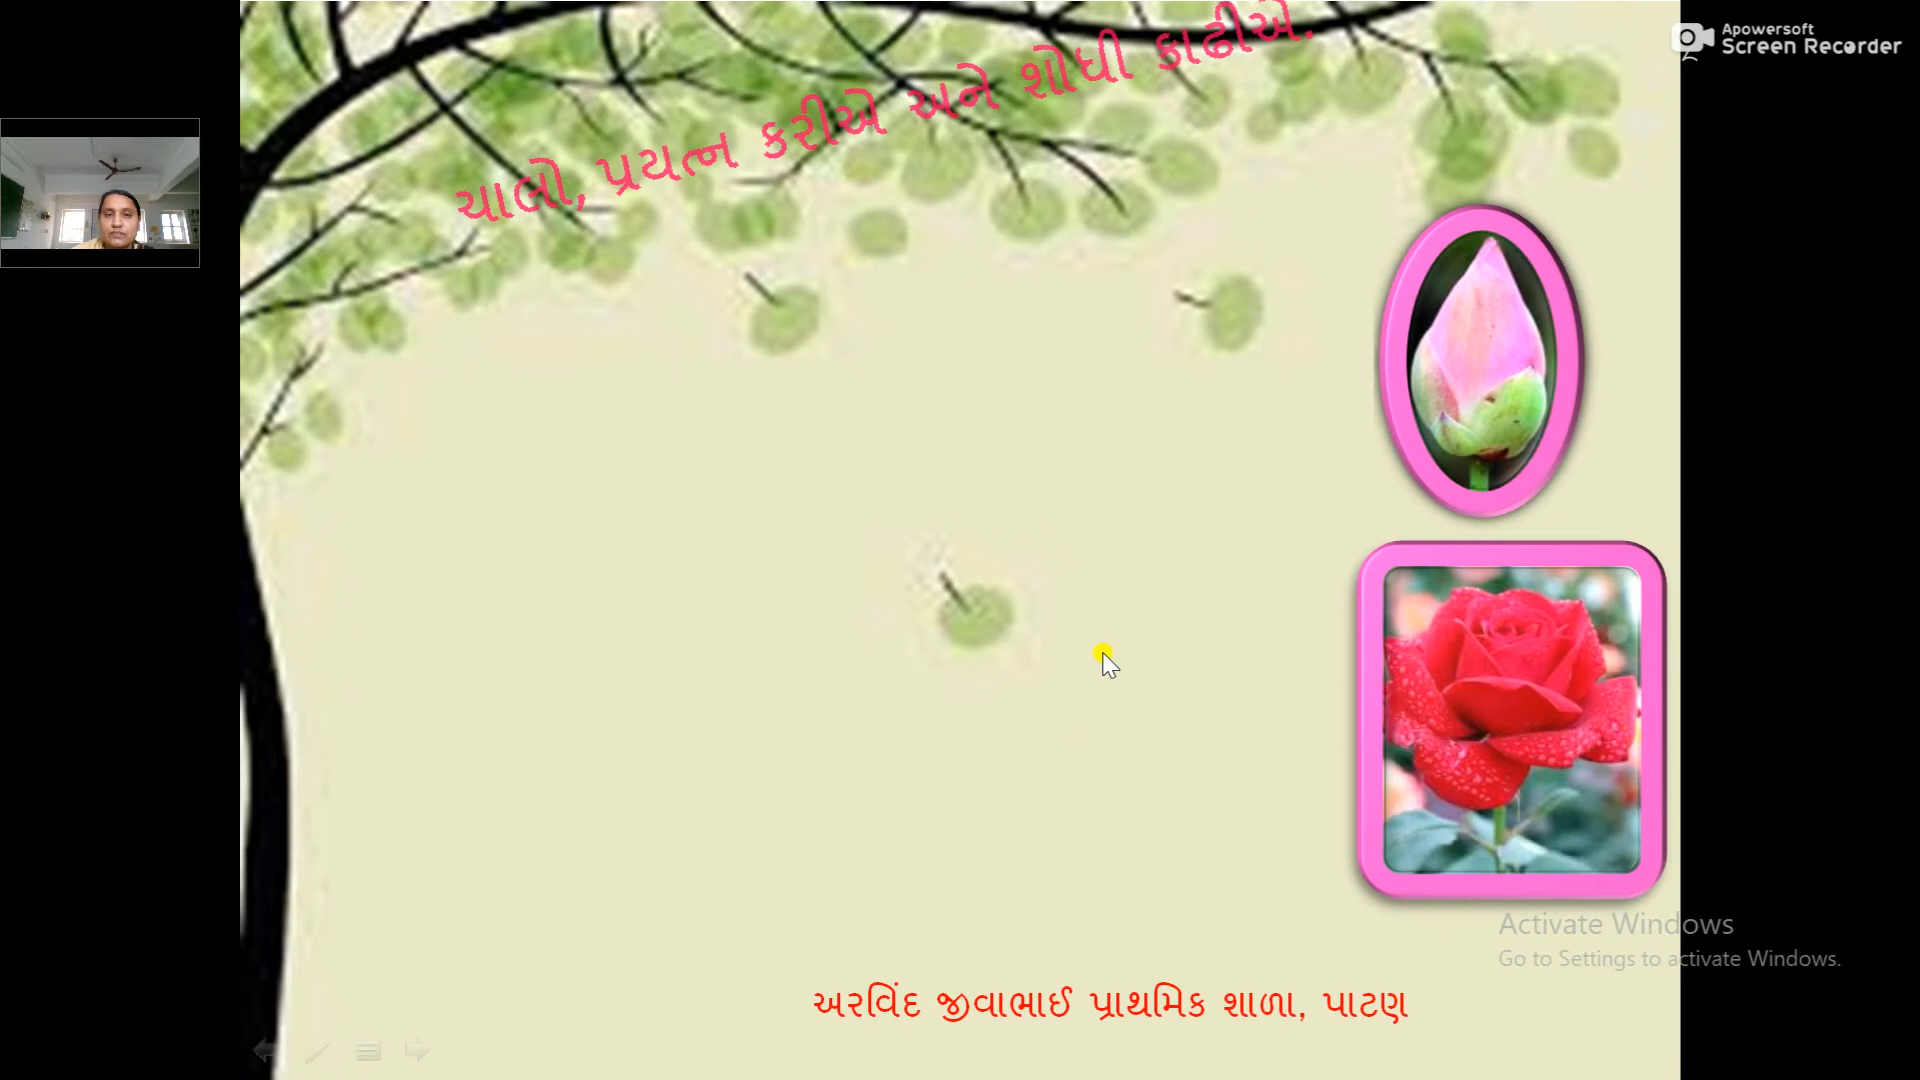 Apowersoft
Screen Recorder
ચાલો, પ્રયત્ન કરીએ અને શોધી કાઢીએ.
Activate Windows
Go to Settings to activate Windows.
અરવિંદ જીવાભાઈ પ્રાથમિક શાળા, પાટણ